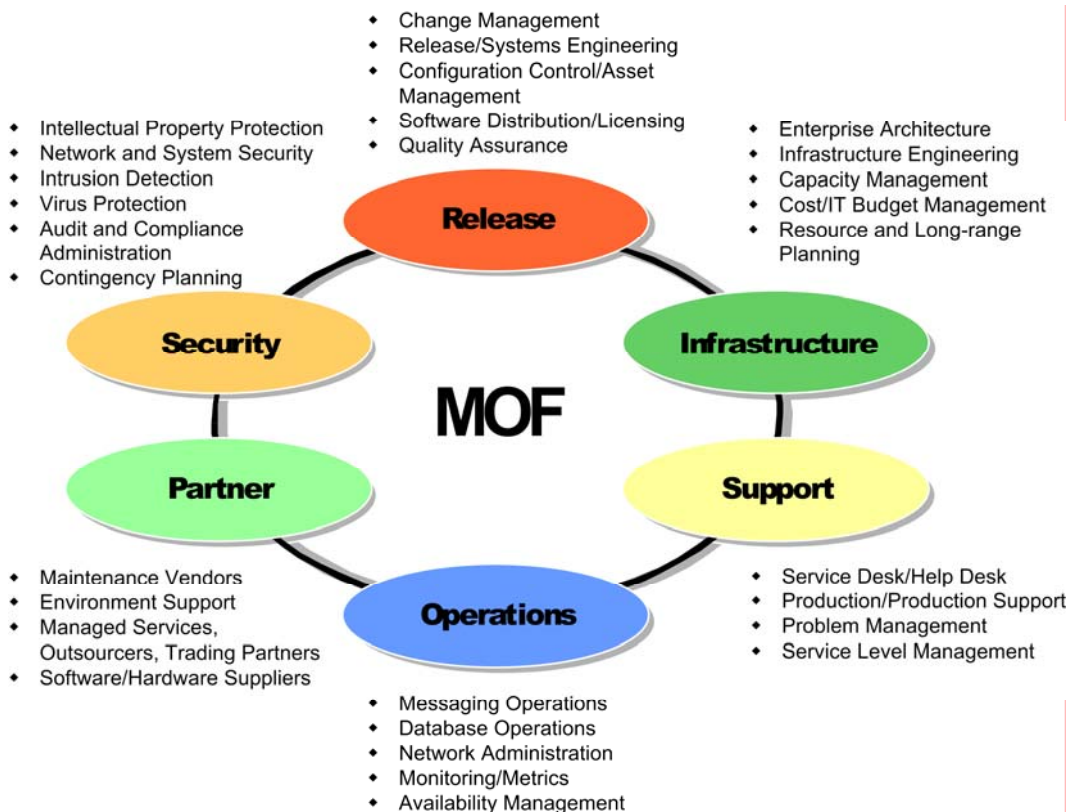 Change Management
Release/Systems Engineering
Configuration Control/Asset
Management
Software Distribution/Licensing
Quality Assurance
Intellectual Property Protection
Network and System Security
Intrusion Detection
Virus Protection
Audit and Compliance
Administration
Contingency Planning
Enterprise Architecture
Infrastructure Engineering
Capacity Management
Cost/IT Budget Management
Resource and Long-range
Planning
Release
Security
Infrastructure
MOF
Partner
Support
Operations
Maintenance Vendors
Environment Support
Managed Services,
Outsourcers, Trading Partners
Software/Hardware Suppliers
Service Desk/Help Desk
Production/Production Support
Problem Management
Service Level Management
Messaging Operations
Database Operations
Network Administration
Monitoring/Metrics
Availability Management